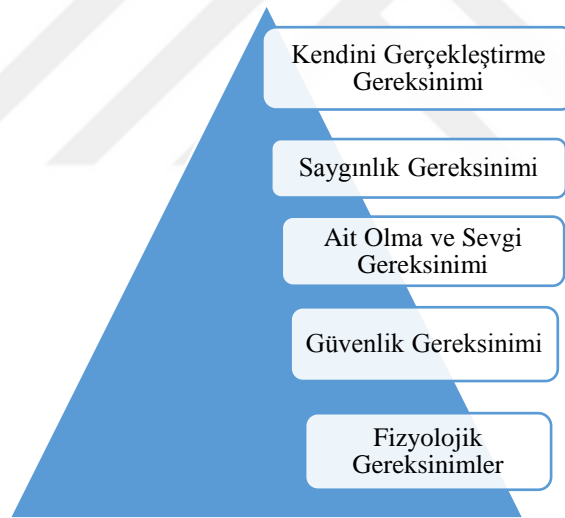 Kendini Gerçekleştirme
Gereksinimi
Saygınlık Gereksinimi
Ait Olma ve Sevgi
Gereksinimi
Güvenlik Gereksinimi
Fizyolojik
Gereksinimler